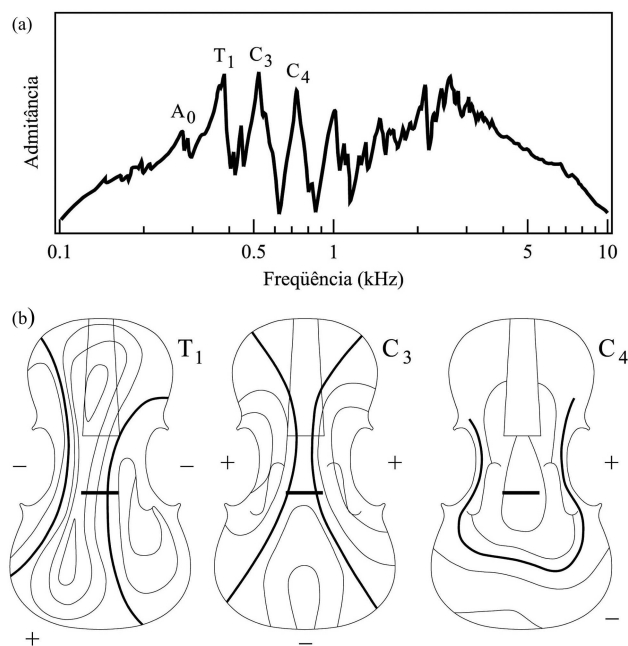 (a)
T1
C3
C4
A0
Admitância
0.1
0.5
1
5
10
Freqüência (kHz)
(b)
T1
C3
C4
–
–
+
+
+
+
–
–